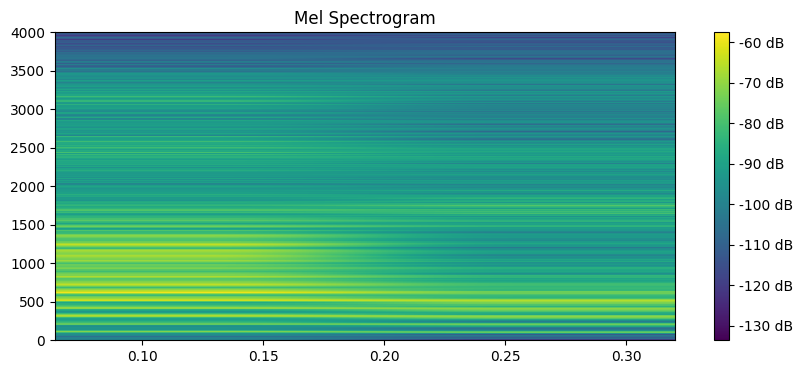 Mel Spectrogram
4000
3500
3000
2500
2000
1500
1000
500
0
0.10 0.15 0.20 0.25 0.30
-60 dB
-70 dB
-80 dB
-90 dB
-100 dB
-110 dB
-120 dB
-130 dB